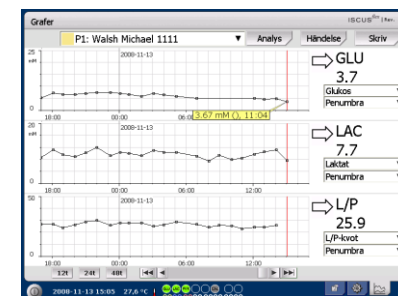 Grafer
ISCUS
P1: Walsh Michael 1111
Analys
Händelse
Skriv
25
mM
0
2008-11-13
18:00 00:00 06:00
3.67 mM (), 11:04
GLU
3.7
Glukos
Penumbra
20
mM
0
2008-11-13
18:00 00:00 06:00 12:00
LAC
7.7
Laktat
Penumbra
50
0
2008-11-13
18:00 00:00 06:00 12:00
L/P
25.9
L/P-kvot
Penumbra
12t 24t 48t
2008-11-13 15:05 27,6 °C